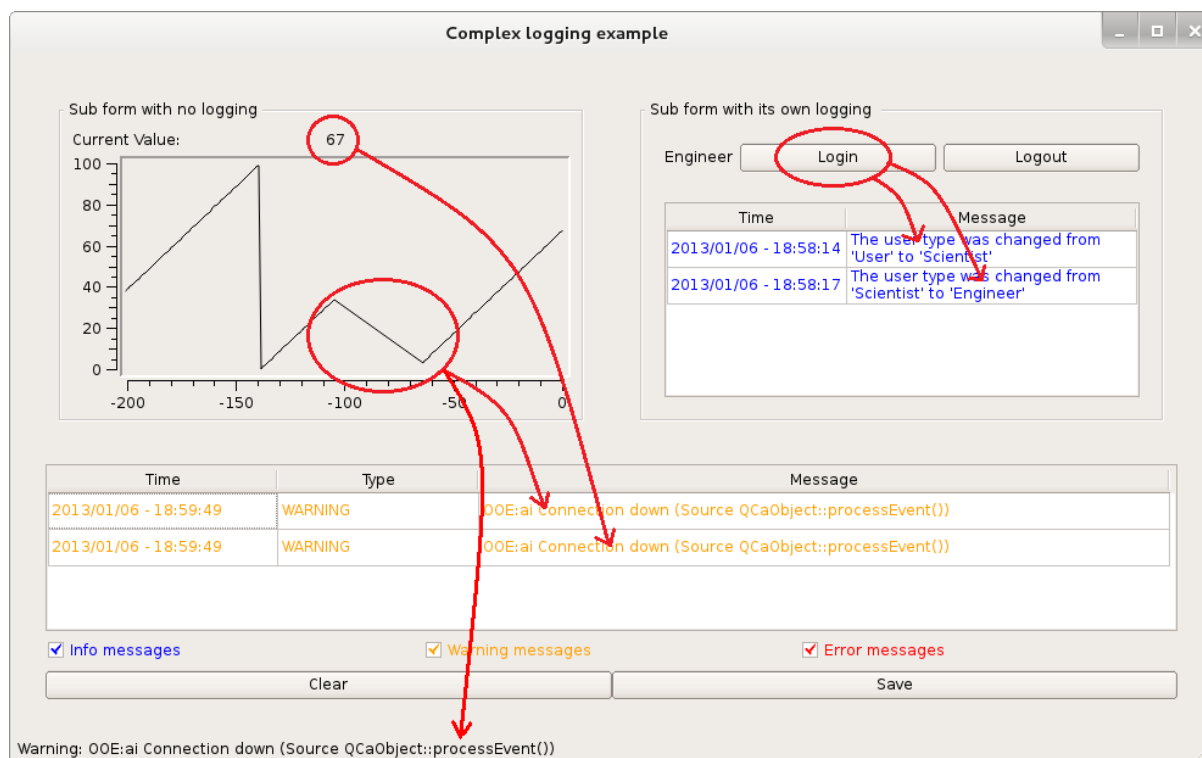 Complex logging example
Sub form with no logging
Current Value: 67
100
80
60
40
20
0
-200 -150 -100 -50 0
Sub form with its own logging
Engineer Login Logout
Time Message
2013/01/06 - 18:58:14 The user type was changed from
'User' to 'Scientist'
2013/01/06 - 18:58:17 The user type was changed from
'Scientist' to 'Engineer'
Time Type Message
2013/01/06 - 18:59:49 WARNING OOE:ai Connection down (Source QCaObject::processEvent())
2013/01/06 - 18:59:49 WARNING OOE:ai Connection down (Source QCaObject::processEvent())
Info messages Warning messages Error messages
Clear Save
Warning: OOE:ai Connection down (Source QCaObject::processEvent())